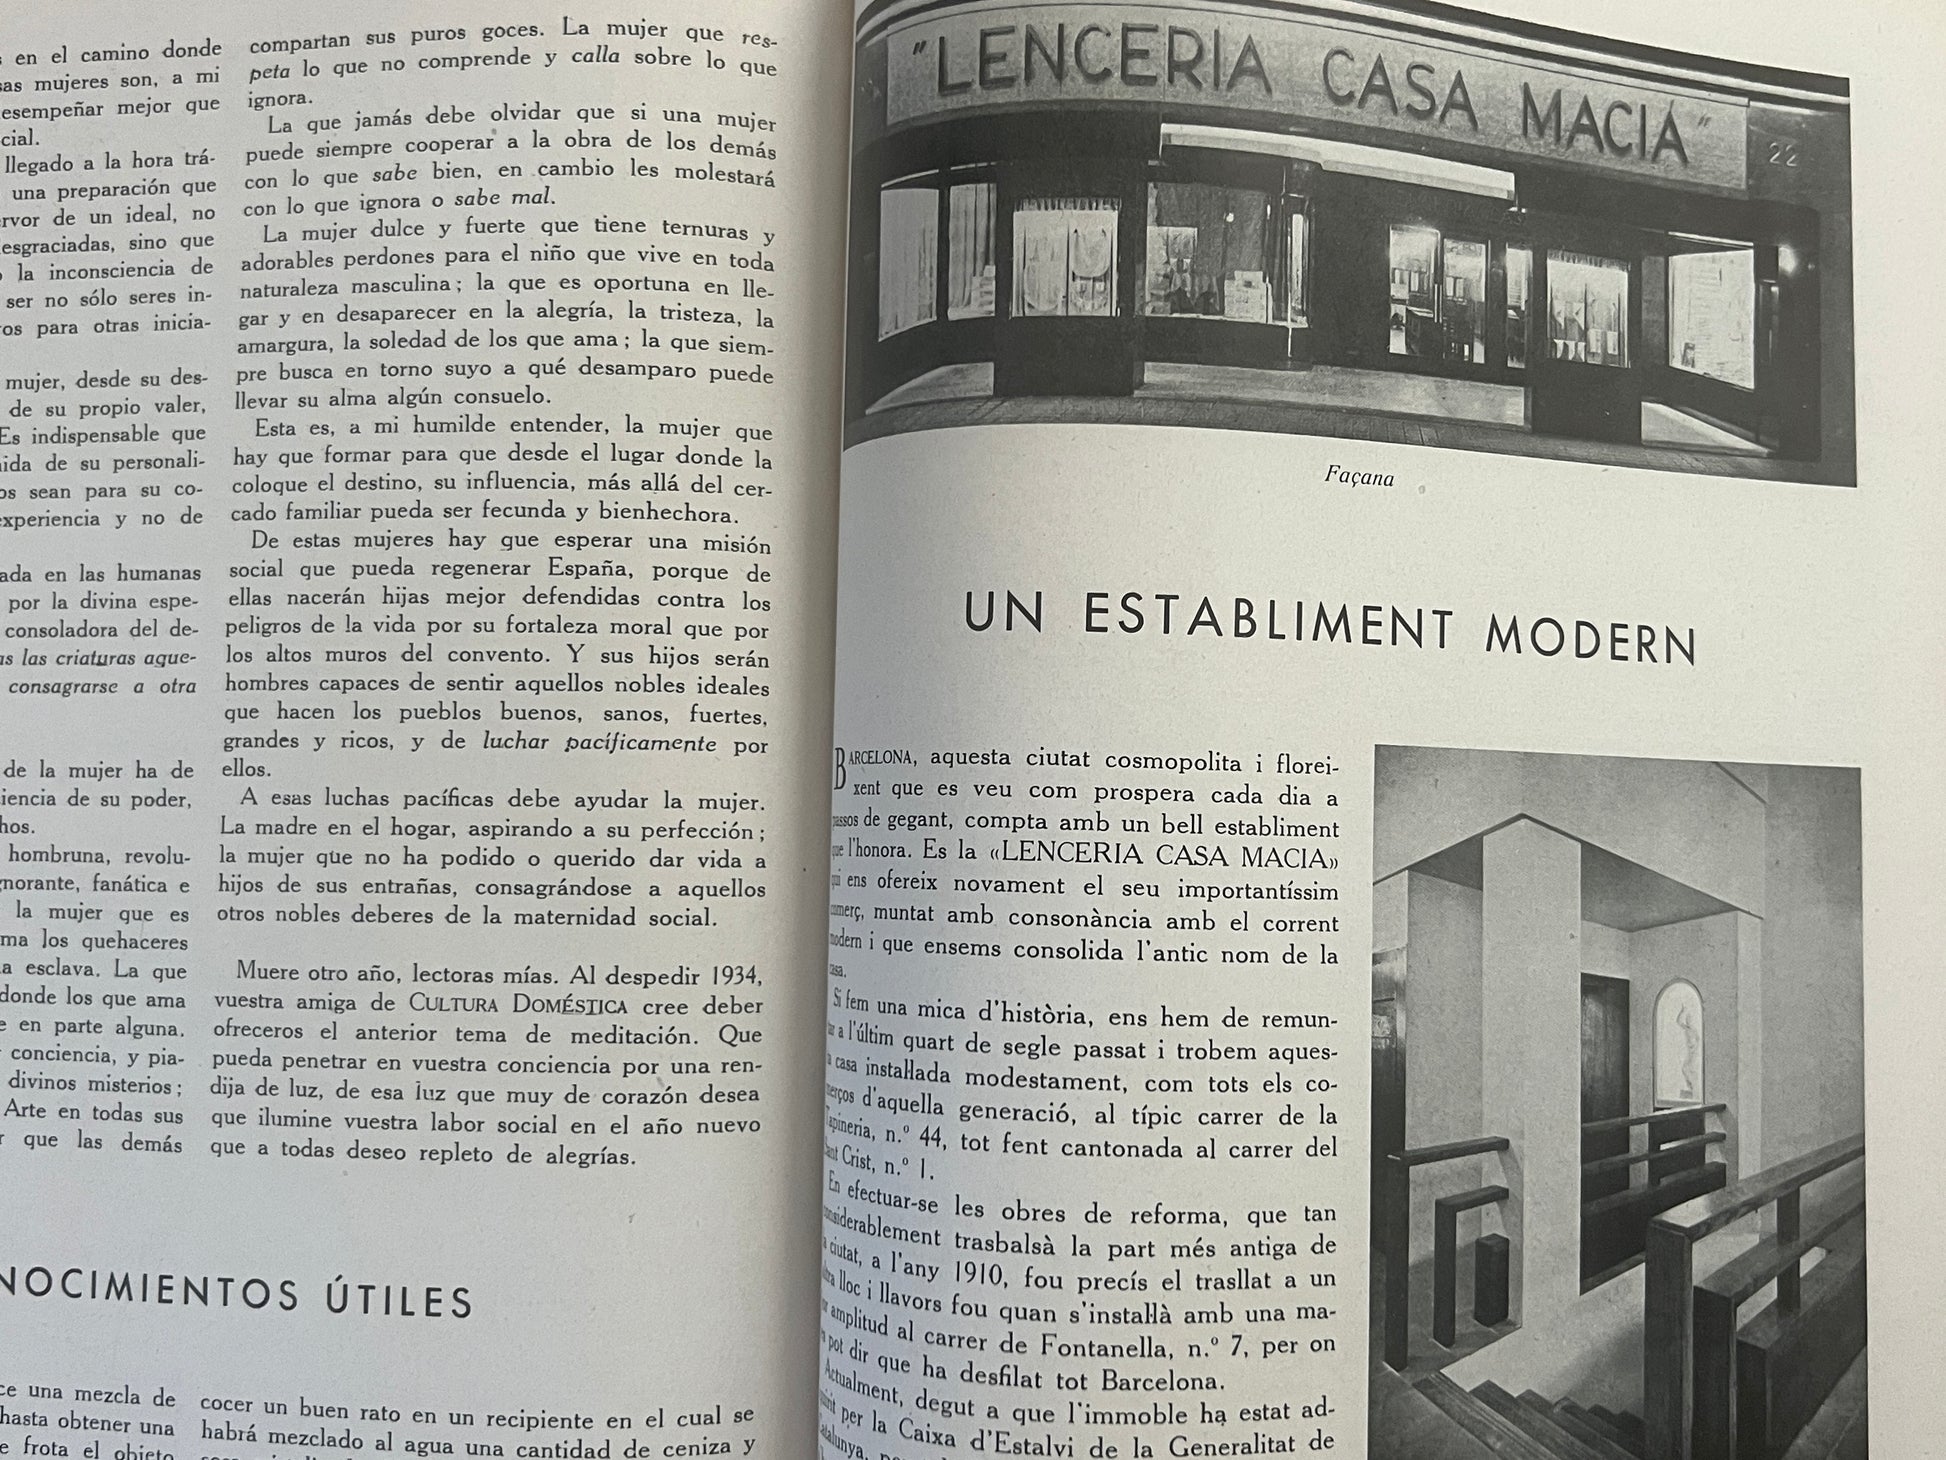 en el camino donde
sas mujeres son, a mi
esempeñar mejor que
cial.
llegado a la hora trá-
una preparación que
rvor de un ideal, no
esgraciadas, sino que
la inconsciencia de
ser no sólo seres in-
ros para otras inicia-
mujer, desde su des-
de su propio valer,
Es indispensable que
ida de su personali-
os sean para su co-
experiencia y no de
ada en las humanas
por la divina espe-
consoladora del de-
as las criaturas aque-
consagrarse a otra
de la mujer ha de
iencia de su poder,
hos.
hombruna, revolu-
gnorante, fanática e
la mujer que es
ma los quehaceres
a esclava. La que
donde los que ama
e en parte alguna.
conciencia, y pia-
divinos misterios;
Arte en todas sus
r que las demás
compartan sus puros goces. La mujer que res-
peta lo que no comprende y calla sobre lo que
ignora.
La que jamás debe olvidar que si una mujer
puede siempre cooperar a la obra de los demás
con lo que sabe bien, en cambio les molestará
con lo que ignora o sabe mal.
La mujer dulce y fuerte que tiene ternuras y
adorables perdones para el niño que vive en toda
naturaleza masculina; la que es oportuna en lle-
gar y en desaparecer en la alegría, la tristeza, la
amargura, la soledad de los que ama; la que siem-
pre busca en torno suyo a qué desamparo puede
llevar su alma algún consuelo.
Esta es, a mi humilde entender, la mujer que
hay que formar para que desde el lugar donde la
coloque el destino, su influencia, más allá del cer-
cado familiar pueda ser fecunda y bienhechora.
De estas mujeres hay que esperar una misión
social que pueda regenerar España, porque de
ellas nacerán hijas mejor defendidas contra los
peligros de la vida por su fortaleza moral que por
los altos muros del convento. Y sus hijos serán
hombres capaces de sentir aquellos nobles ideales
que hacen los pueblos buenos, sanos, fuertes,
grandes y ricos, y de luchar pacíficamente por
ellos.
A esas luchas pacíficas debe ayudar la mujer.
La madre en el hogar, aspirando a su perfección;
la mujer que no ha podido o querido dar vida a
hijos de sus entrañas, consagrándose a aquellos
otros nobles deberes de la maternidad social.
Muere otro año, lectoras mías. Al despedir 1934,
vuestra amiga de CULTURA DOMÉSTICA cree deber
ofreceros el anterior tema de meditación. Que
pueda penetrar en vuestra conciencia por una ren-
dija de luz, de esa luz que muy de corazón desea
que ilumine vuestra labor social en el año nuevo
que a todas deseo repleto de alegrías.
NOCIMIENTOS ÚTILES
ce una mezcla de
hasta obtener una
e frota el objeto
cocer un buen rato en un recipiente en el cual se
habrá mezclado al agua una cantidad de ceniza y
"LENCERIA CASA MACIÁ"
22
Façana
UN ESTABLIMENT MODERN
BARCELONA, aquesta ciutat cosmopolita i florei-
xent que es veu com prospera cada dia a
passos de gegant, compta amb un bell establiment
que l'honora. Es la «LENCERIA CASA MACIA»
qui ens ofereix novament el seu importantíssim
comerç, muntat amb consonància amb el corrent
modern i que ensems consolida l'antic nom de la
casa.
Si fem una mica d'història, ens hem de remun-
tar a l'últim quart de segle passat i trobem aques-
ta casa instal·lada modestament, com tots els co-
merços d'aquella generació, al típic carrer de la
Tapineria, n.º 44, tot fent cantonada al carrer del
Sant Crist, n.º 1.
En efectuar-se les obres de reforma, que tan
considerablement trasbalsà la part més antiga de
la ciutat, a l'any 1910, fou precís el trasllat a un
altra lloc i llavors fou quan s'instal·là amb una ma-
jor amplitud al carrer de Fontanella, n.º 7, per on
pot dir que ha desfilat tot Barcelona.
Actualment, degut a que l'immoble ha estat ad-
quirit per la Caixa d'Estalvi de la Generalitat de
Catalunya,